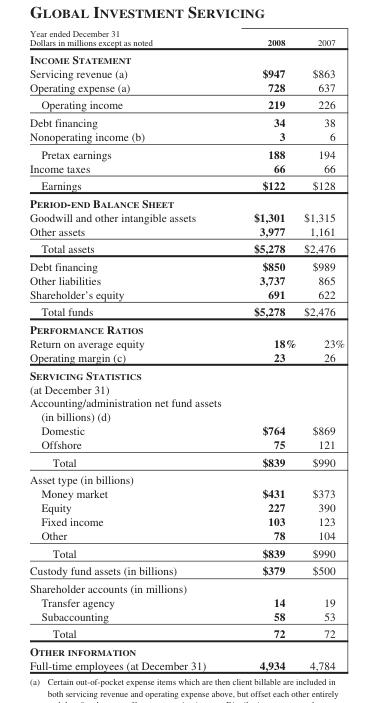 GLOBAL INVESTMENT SERVICING
Year ended December 31
Dollars in millions except as noted 2008 2007
INCOME STATEMENT
Servicing revenue (a) $947 $863
Operating expense (a) 728 637
Operating income 219 226
Debt financing 34 38
Nonoperating income (b) 3 6
Pretax earnings 188 194
Income taxes 66 66
Earnings $122 $128
PERIOD-END BALANCE SHEET
Goodwill and other intangible assets $1,301 $1,315
Other assets 3,977 1,161
Total assets $5,278 $2,476
Debt financing $850 $989
Other liabilities 3,737 865
Shareholder’s equity 691 622
Total funds $5,278 $2,476
PERFORMANCE RATIOS
Return on average equity 18% 23%
Operating margin (c) 23 26
SERVICING STATISTICS
(at December 31)
Accounting/administration net fund assets
(in billions) (d)
Domestic $764 $869
Offshore 75 121
Total $839 $990
Asset type (in billions)
Money market $431 $373
Equity 227 390
Fixed income 103 123
Other 78 104
Total $839 $990
Custody fund assets (in billions) $379 $500
Shareholder accounts (in millions)
Transfer agency 14 19
Subaccounting 58 53
Total 72 72
OTHER INFORMATION
Full-time employees (at December 31) 4,934 4,784
(a) Certain out-of-pocket expense items which are then client billable are included in
both servicing revenue and operating expense above, but offset each other entirely